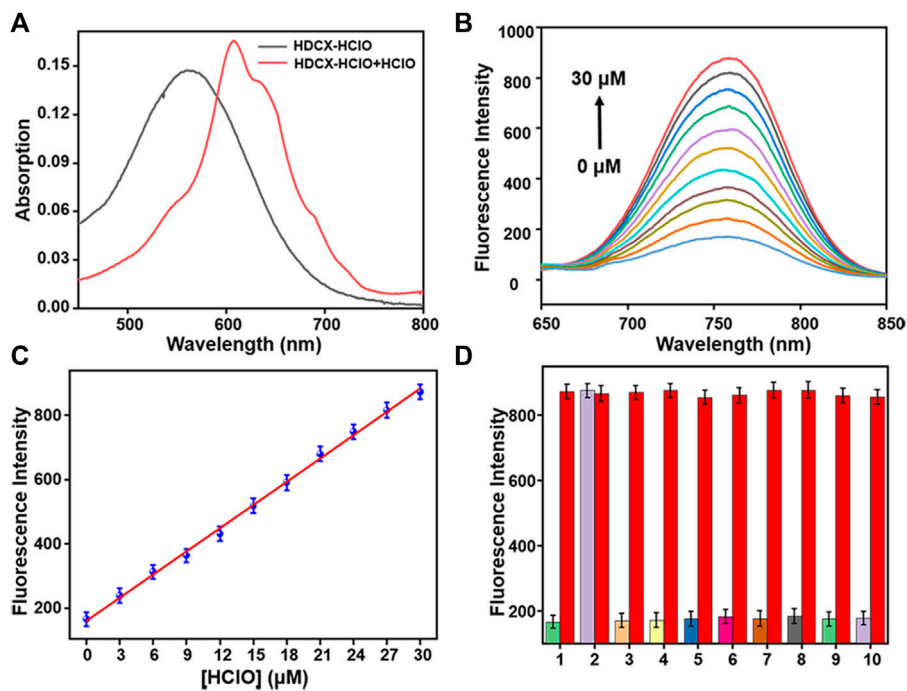 A
HDCX-HClO
HDCX-HClO+HClO
0.15
0.12
0.09
0.06
0.03
0.00
Absorption
500 600 700 800
Wavelength (nm)
B
1000
800
600
400
200
0
Fluorescence Intensity
30 μM
0 μM
650 700 750 800 850
Wavelength (nm)
C
800
600
400
200
Fluorescence Intensity
0 3 6 9 12 15 18 21 24 27 30
[HClO] (μM)
D
800
600
400
200
Fluorescence Intensity
1 2 3 4 5 6 7 8 9 10